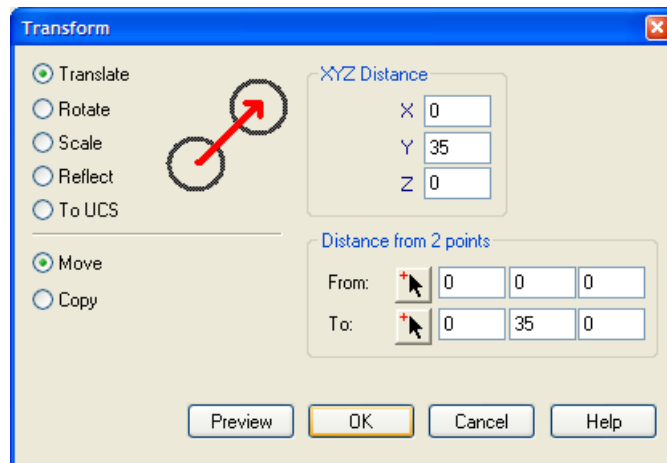 Transform
Translate
Rotate
Scale
Reflect
To UCS
Move
Copy
XYZ Distance
X 0
Y 35
Z 0
Distance from 2 points
From: 0 0 0
To: 0 35 0
Preview OK Cancel Help